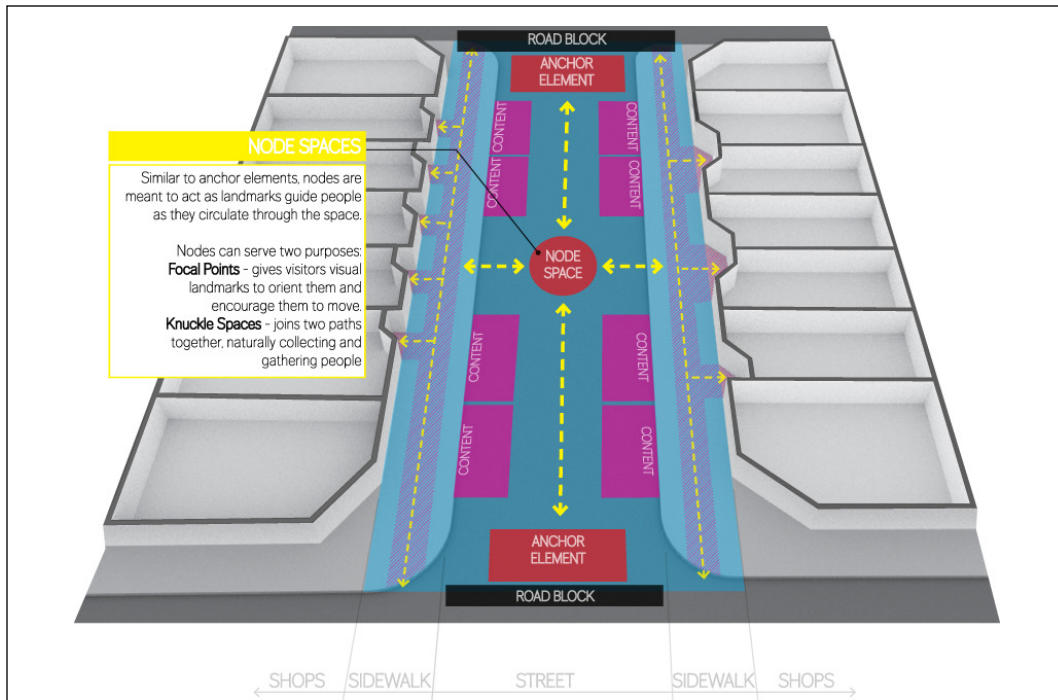 ROAD BLOCK
ANCHOR
ELEMENT
CONTENT
CONTENT
CONTENT
CONTENT
NODE SPACES
Similar to anchor elements, nodes are
meant to act as landmarks guide people
as they circulate through the space.
Nodes can serve two purposes:
Focal Points - gives visitors visual
landmarks to orient them and
encourage them to move.
Knuckle Spaces - joins two paths
together, naturally collecting and
gathering people
NODE
SPACE
CONTENT
CONTENT
CONTENT
CONTENT
ANCHOR
ELEMENT
ROAD BLOCK
SHOPS SIDEWALK STREET SIDEWALK SHOPS